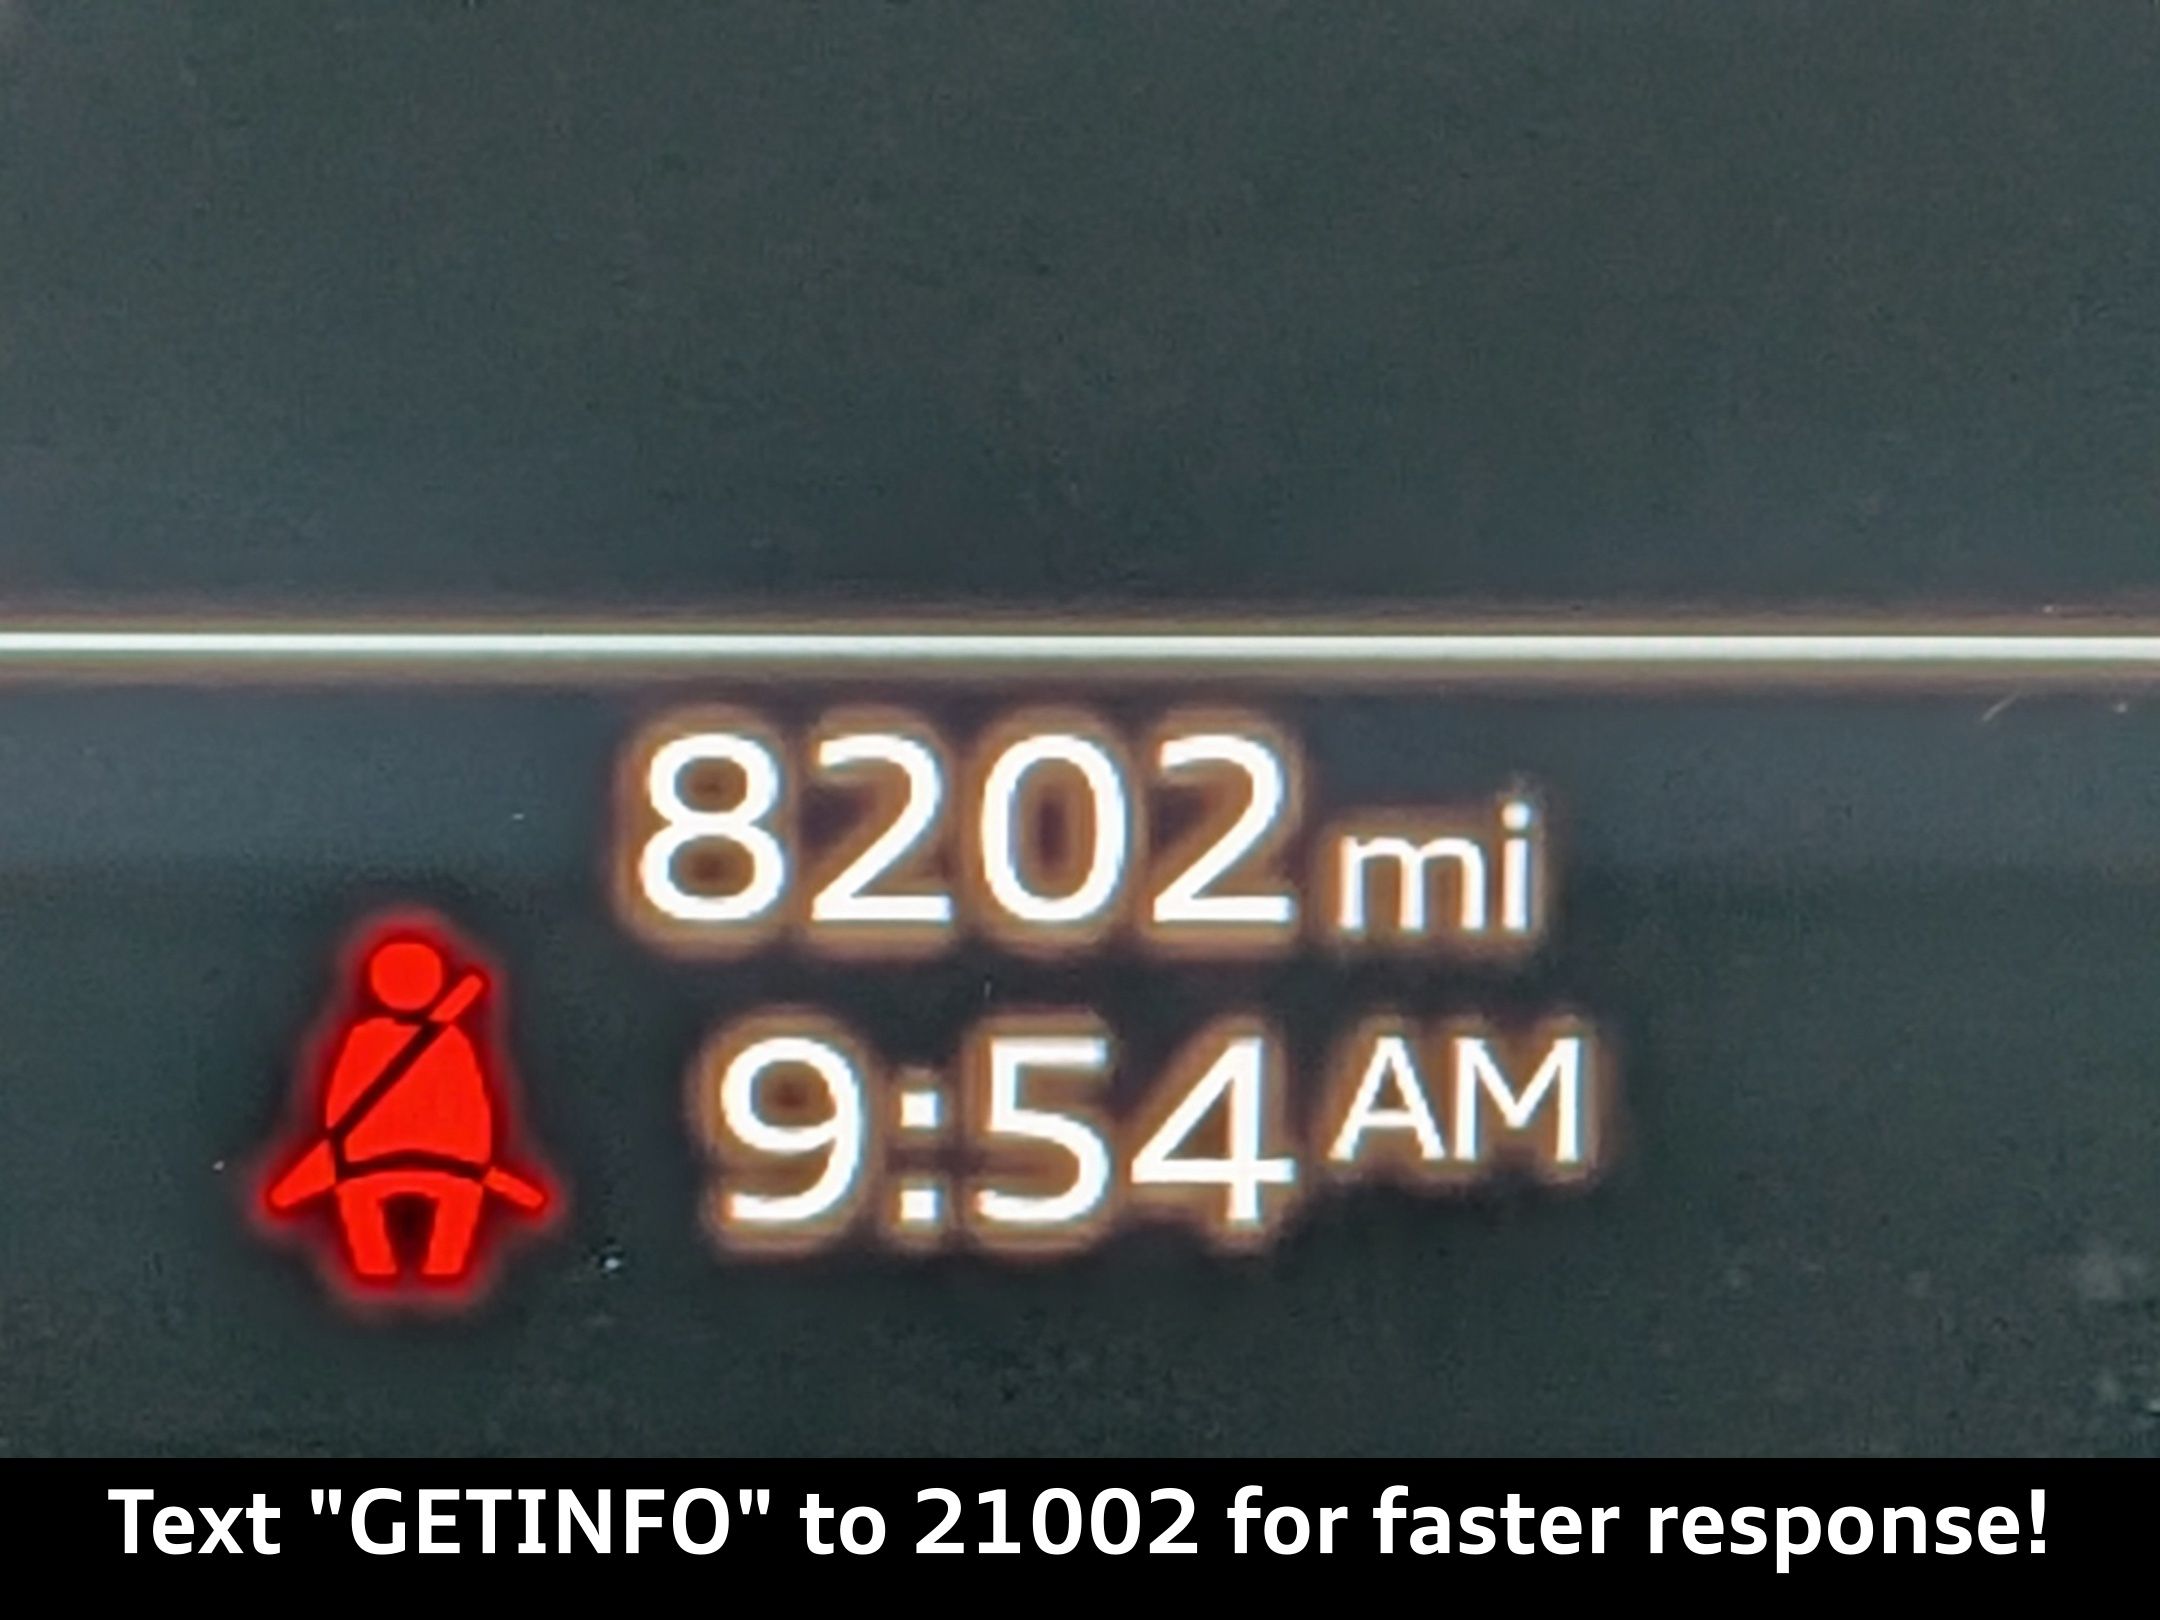 8202 mi
9:54 AM
Text "GETINFO" to 21002 for faster response!